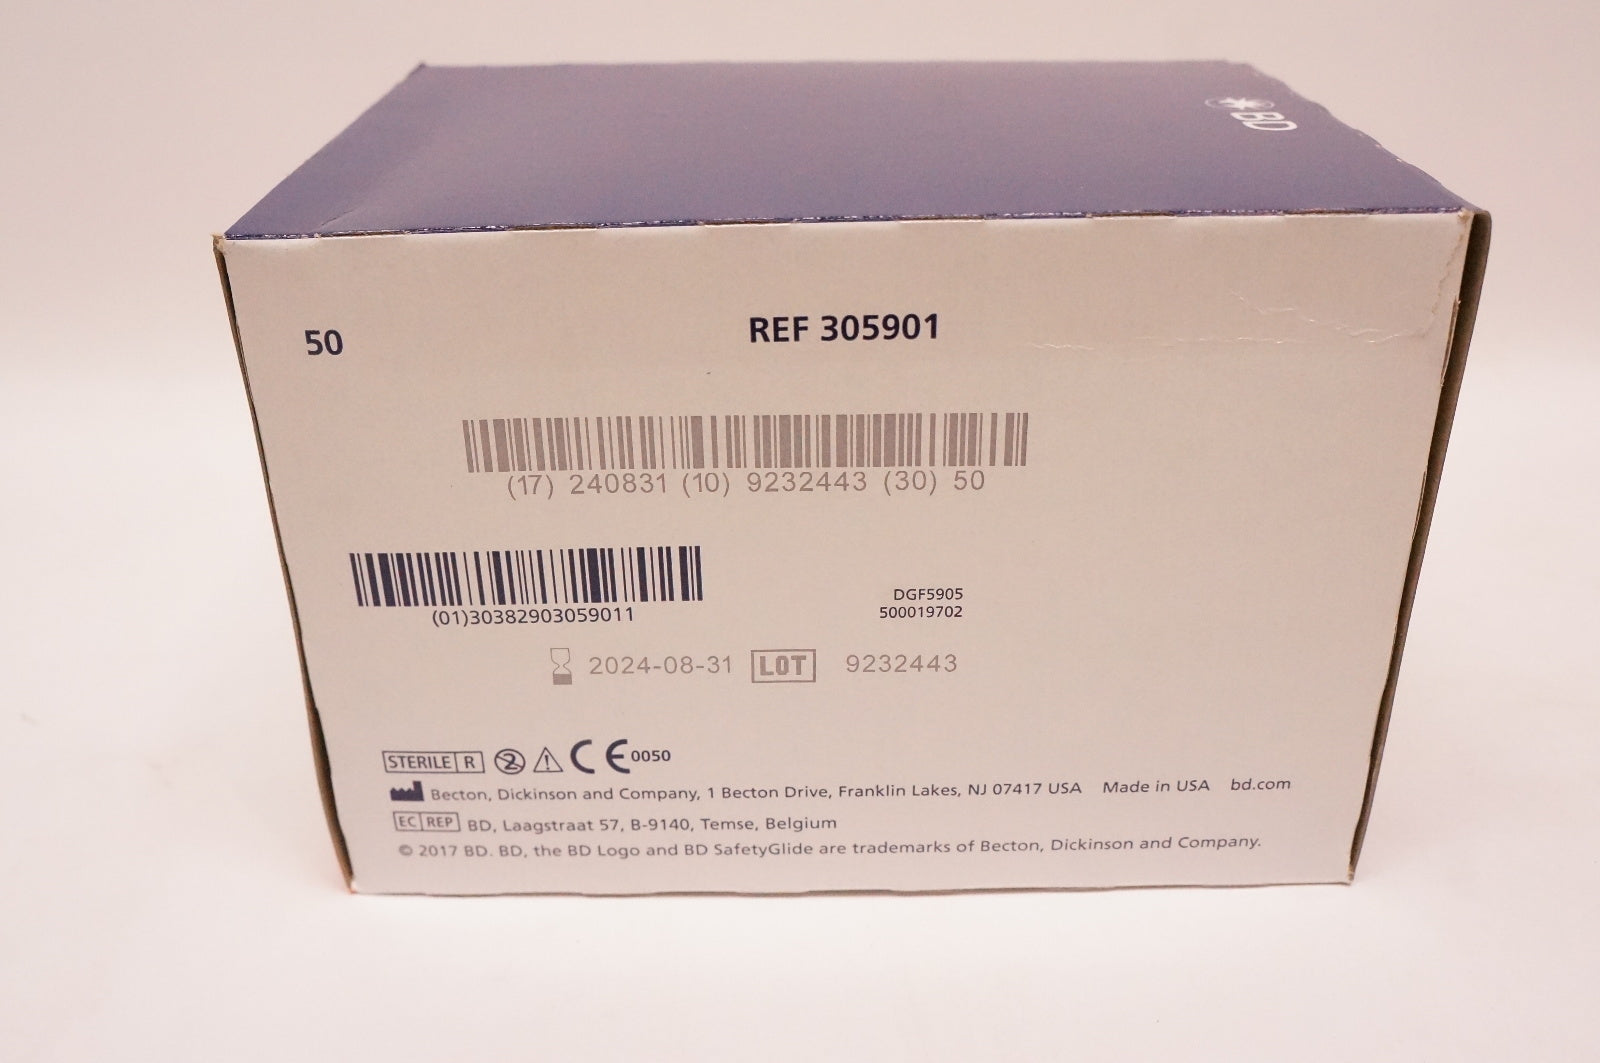 BD
50
REF 305901
(17) 240831 (10) 9232443 (30) 50
(01)30382903059011
DGF5905
500019702
2024-08-31 LOT 9232443
STERILE R 2 CE 0050
Becton, Dickinson and Company, 1 Becton Drive, Franklin Lakes, NJ 07417 USA Made in USA bd.com
EC REP BD, Laagstraat 57, B-9140, Temse, Belgium
© 2017 BD. BD, the BD Logo and BD SafetyGlide are trademarks of Becton, Dickinson and Company.